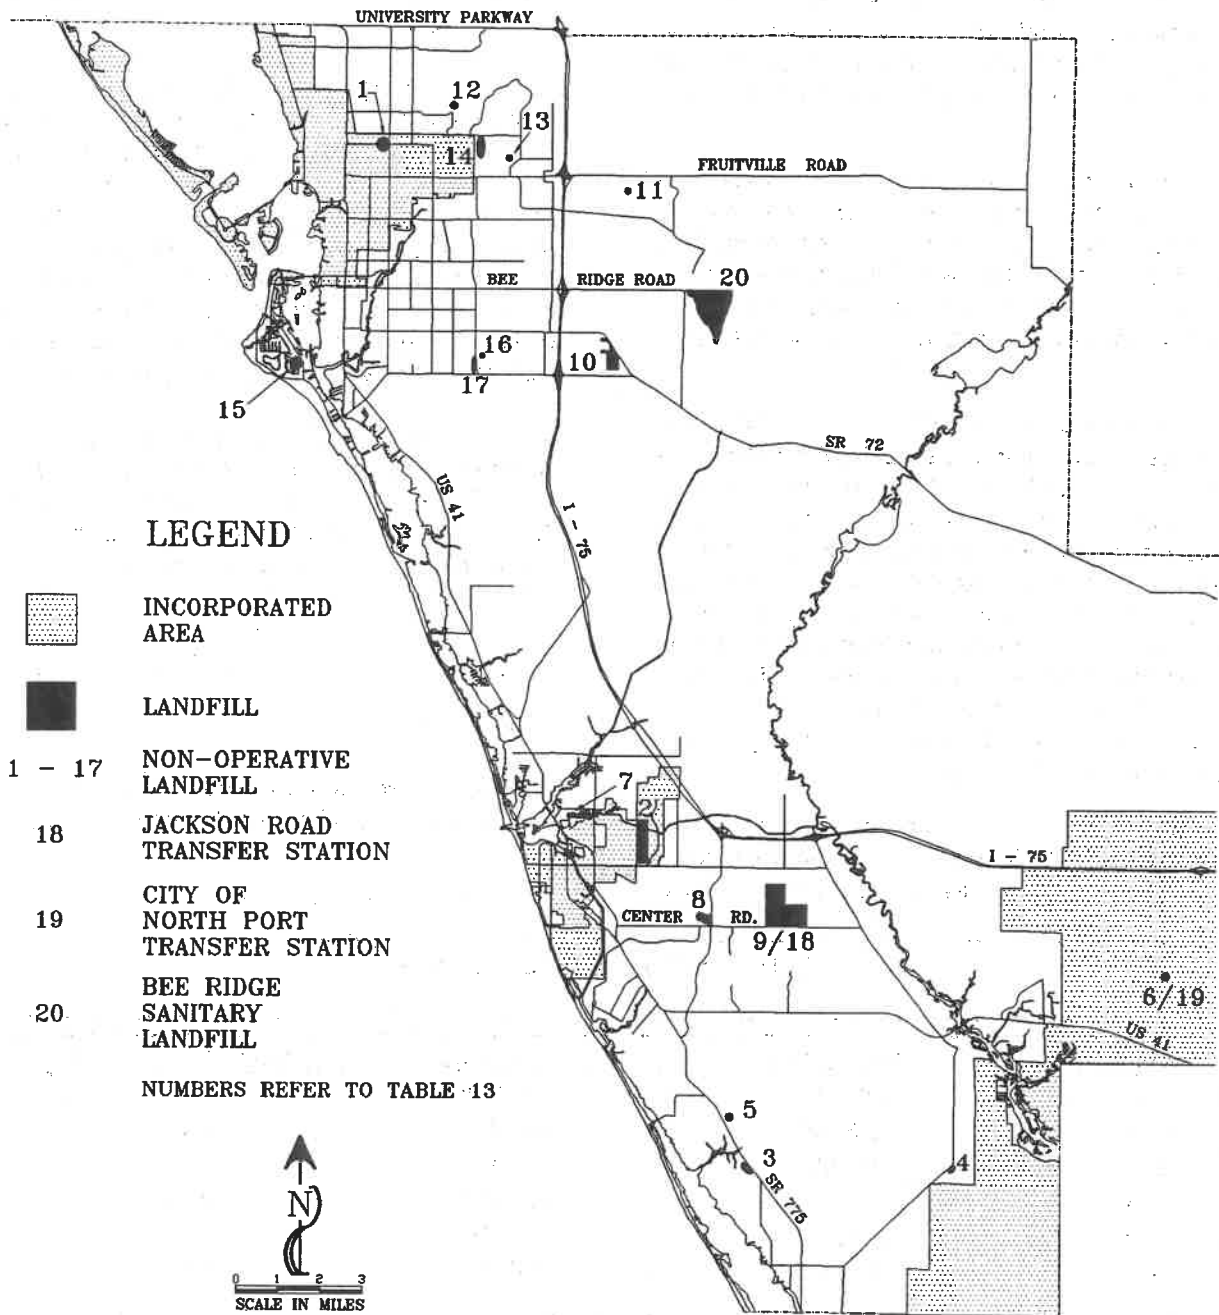 UNIVERSITY PARKWAY
1
12
13
14
FRUITVILLE ROAD
11
BEE RIDGE ROAD
20
16
10
17
15
SR 72
US 41
I - 75
LEGEND
INCORPORATED
AREA
LANDFILL
1 - 17
NON-OPERATIVE
LANDFILL
18
JACKSON ROAD
TRANSFER STATION
19
CITY OF
NORTH PORT
TRANSFER STATION
20
BEE RIDGE
SANITARY
LANDFILL
NUMBERS REFER TO TABLE 13
7
2
I - 75
8
CENTER RD.
9/18
6/19
US 41
5
3
4
SR 775
N
0 1 2 3
SCALE IN MILES